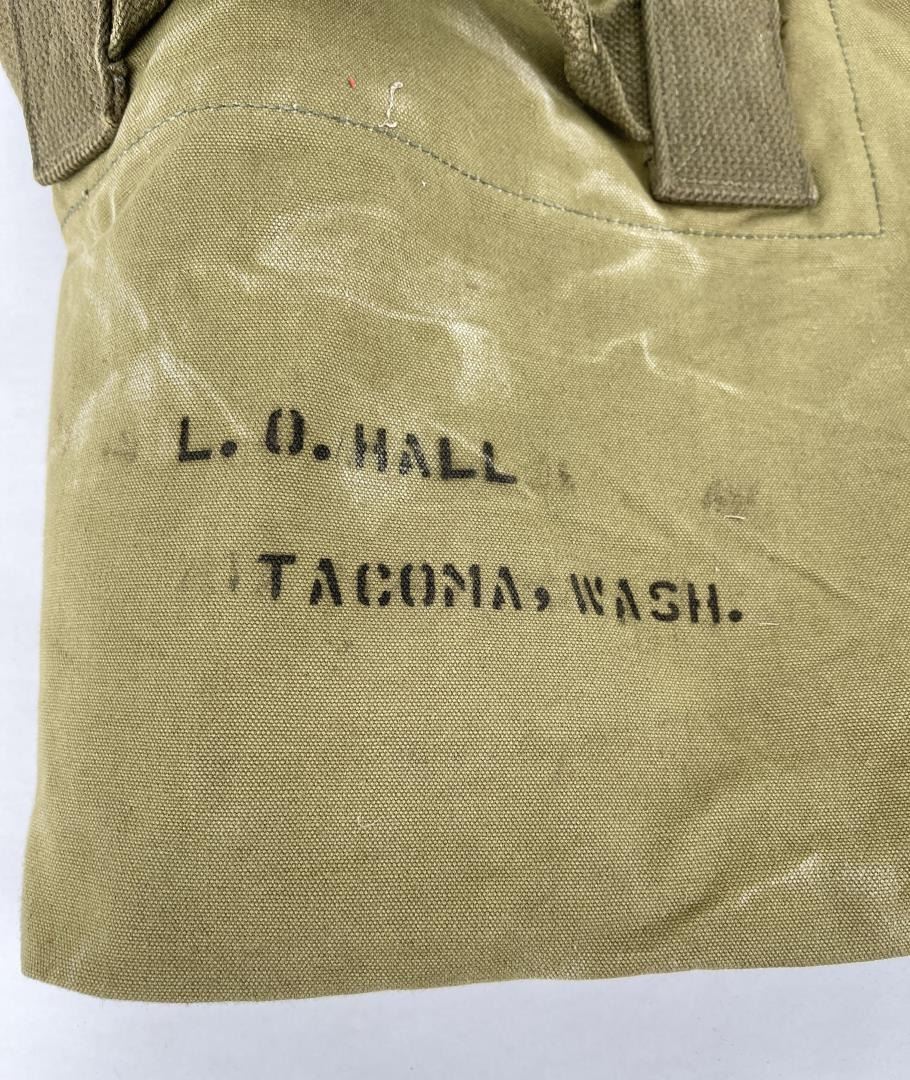 L. O. HALL
TACOMA, WASH.